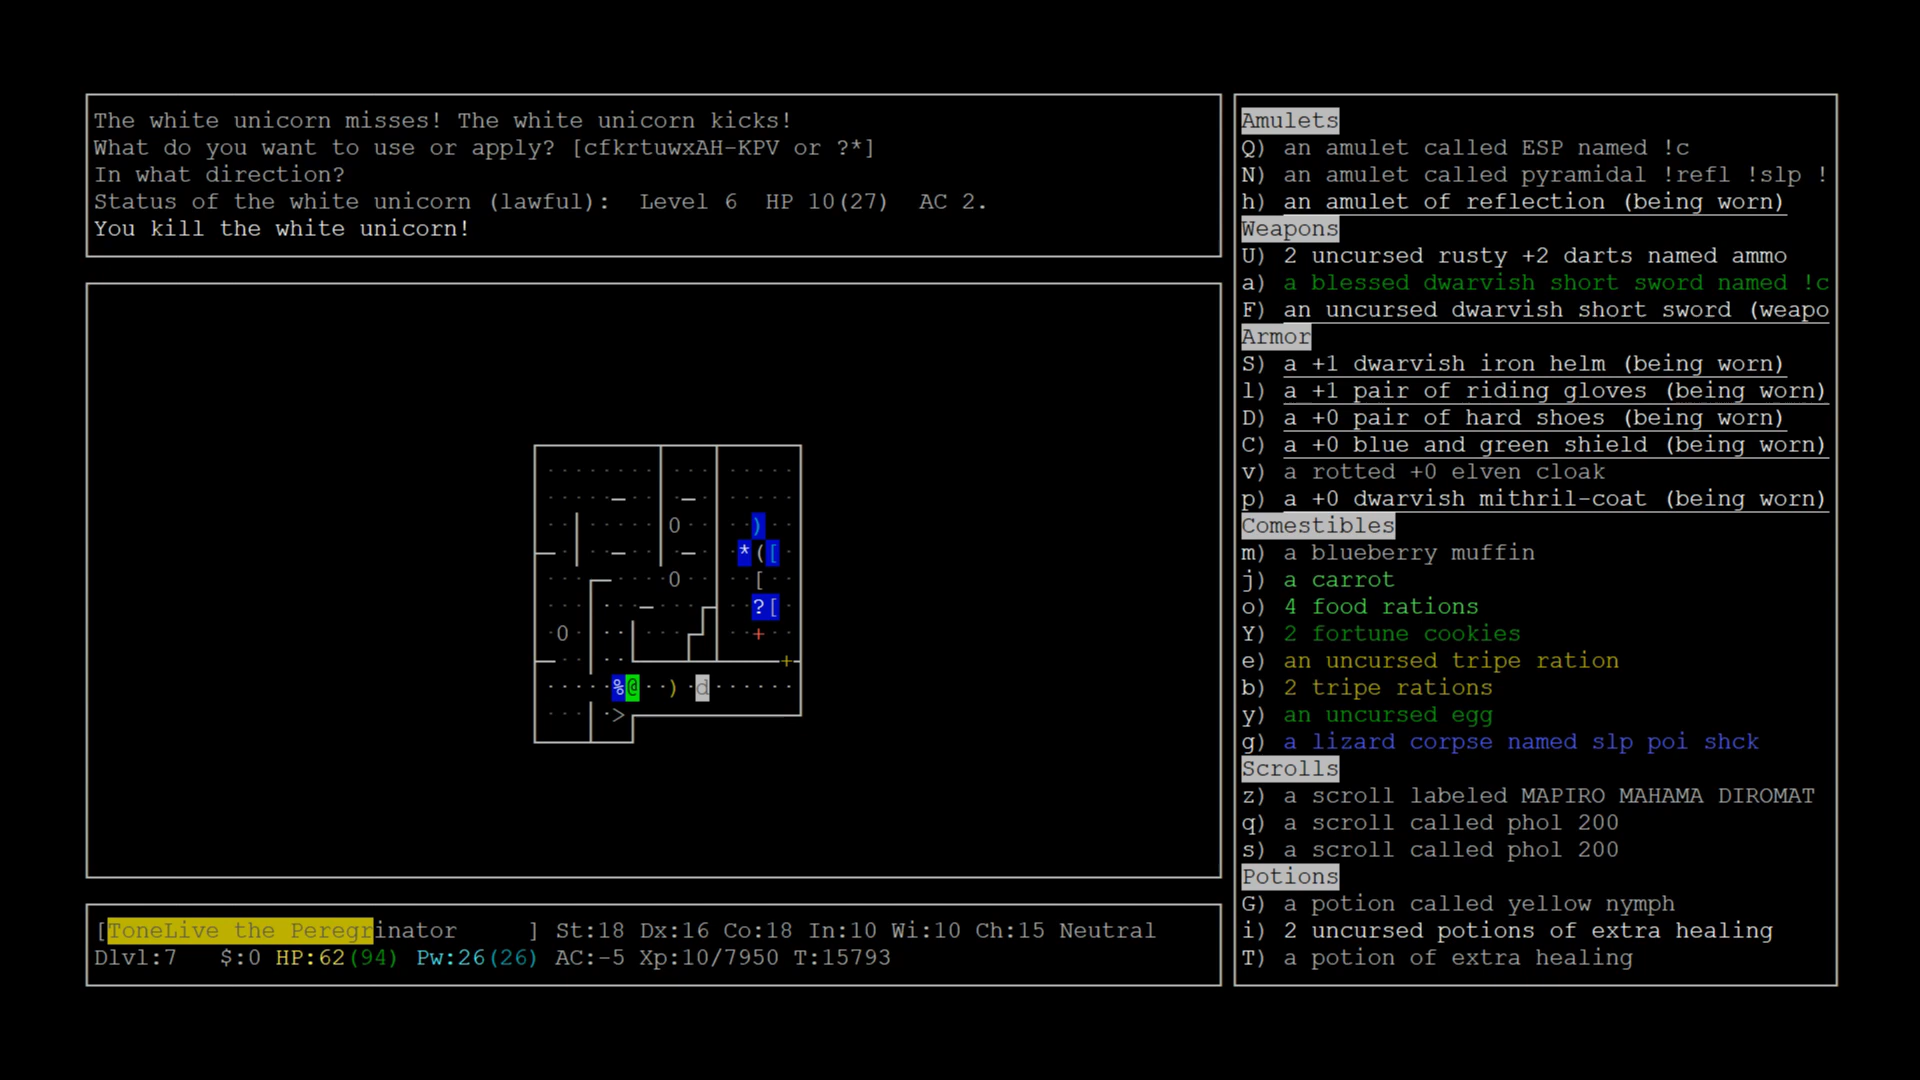 The white unicorn misses! The white unicorn kicks!
What do you want to use or apply? [cfkrtuwxAH-KPV or ?*]
In what direction?
Status of the white unicorn (lawful):  Level 6  HP 10(27)  AC 2.
You kill the white unicorn!
)
*([
0
[
0
?[
0
+
+
%@··)·d
>
[ToneLive the Peregrinator      ] St:18 Dx:16 Co:18 In:10 Wi:10 Ch:15 Neutral
Dlvl:7   $:0 HP:62(94) Pw:26(26) AC:-5 Xp:10/7950 T:15793
Amulets
Q) an amulet called ESP named !c
N) an amulet called pyramidal !refl !slp !
h) an amulet of reflection (being worn)
Weapons
U) 2 uncursed rusty +2 darts named ammo
a) a blessed dwarvish short sword named !c
F) an uncursed dwarvish short sword (weapo
Armor
S) a +1 dwarvish iron helm (being worn)
l) a +1 pair of riding gloves (being worn)
D) a +0 pair of hard shoes (being worn)
C) a +0 blue and green shield (being worn)
v) a rotted +0 elven cloak
p) a +0 dwarvish mithril-coat (being worn)
Comestibles
m) a blueberry muffin
j) a carrot
o) 4 food rations
Y) 2 fortune cookies
e) an uncursed tripe ration
b) 2 tripe rations
y) an uncursed egg
g) a lizard corpse named slp poi shck
Scrolls
z) a scroll labeled MAPIRO MAHAMA DIROMAT
q) a scroll called phol 200
s) a scroll called phol 200
Potions
G) a potion called yellow nymph
i) 2 uncursed potions of extra healing
T) a potion of extra healing